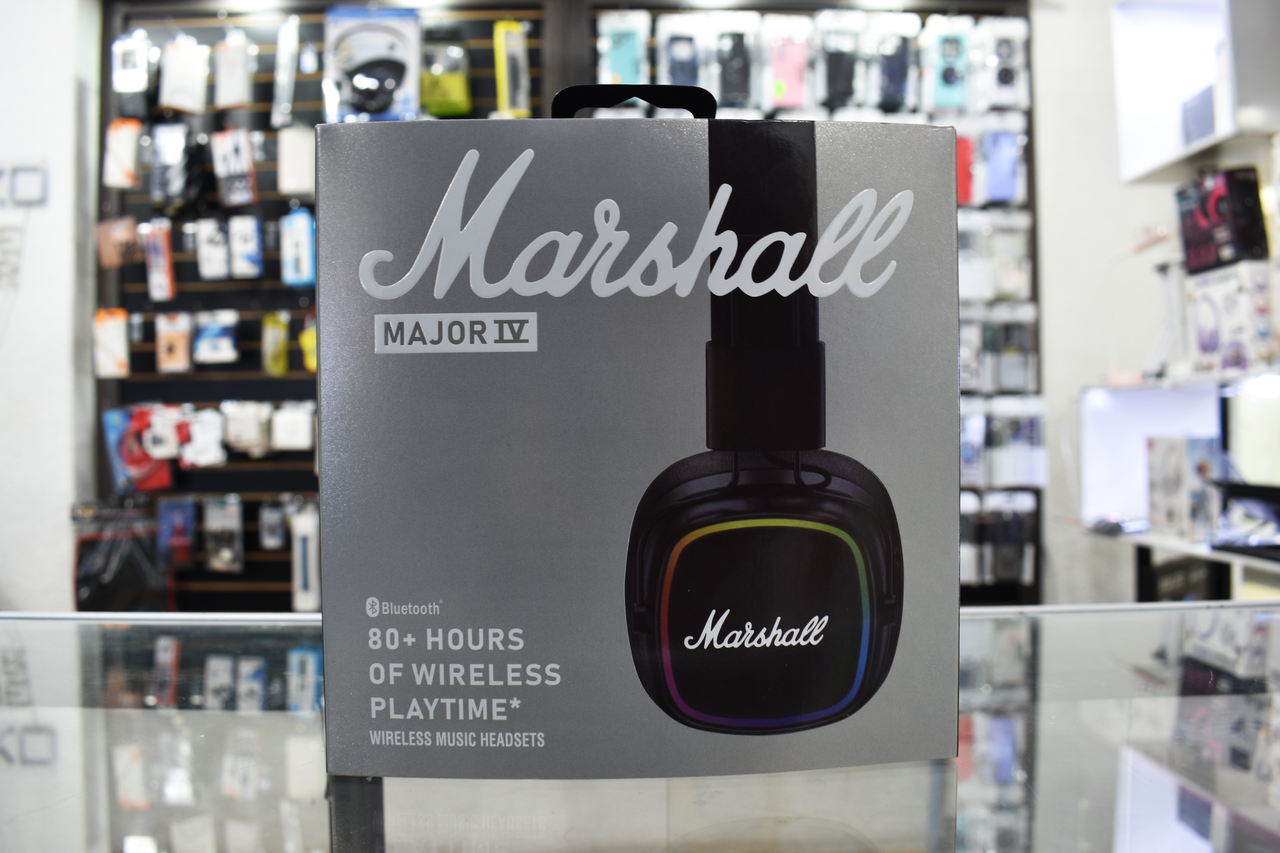 Marshall
MAJOR IV
Bluetooth®
80+ HOURS
OF WIRELESS
PLAYTIME*
WIRELESS MUSIC HEADSETS
Marshall